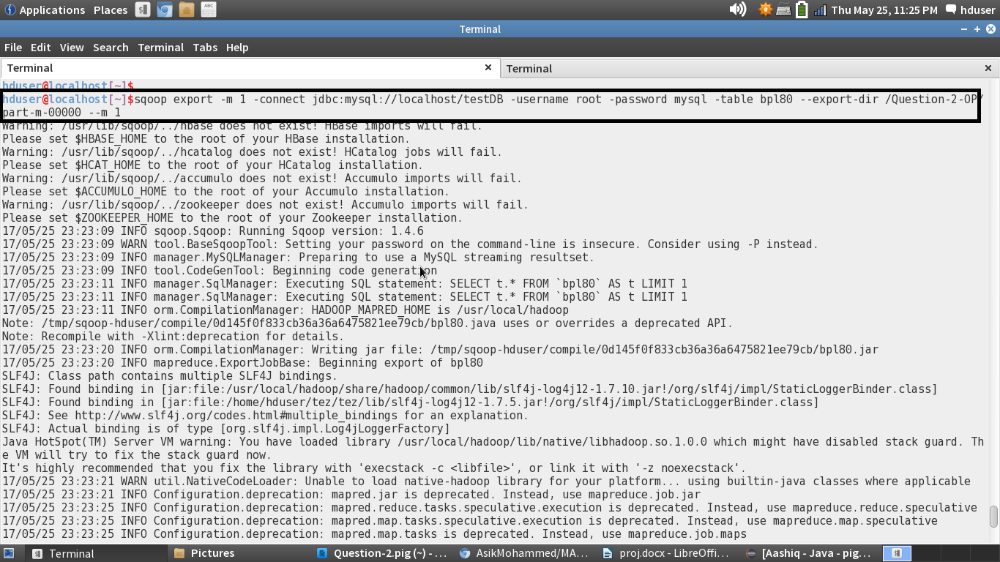 Applications Places Thu May 25, 11:25 PM hduser
Terminal
File Edit View Search Terminal Tabs Help
Terminal × Terminal ×
hduser@localhost[~]$
hduser@localhost[~]$sqoop export -m 1 -connect jdbc:mysql://localhost/testDB -username root -password mysql -table bpl80 --export-dir /Question-2-OP/
part-m-00000 --m 1
Warning: /usr/lib/sqoop/../hbase does not exist! HBase imports will fail.
Please set $HBASE_HOME to the root of your HBase installation.
Warning: /usr/lib/sqoop/../hcatalog does not exist! HCatalog jobs will fail.
Please set $HCAT_HOME to the root of your HCatalog installation.
Warning: /usr/lib/sqoop/../accumulo does not exist! Accumulo imports will fail.
Please set $ACCUMULO_HOME to the root of your Accumulo installation.
Warning: /usr/lib/sqoop/../zookeeper does not exist! Accumulo imports will fail.
Please set $ZOOKEEPER_HOME to the root of your Zookeeper installation.
17/05/25 23:23:09 INFO sqoop.Sqoop: Running Sqoop version: 1.4.6
17/05/25 23:23:09 WARN tool.BaseSqoopTool: Setting your password on the command-line is insecure. Consider using -P instead.
17/05/25 23:23:09 INFO manager.MySQLManager: Preparing to use a MySQL streaming resultset.
17/05/25 23:23:09 INFO tool.CodeGenTool: Beginning code generation
17/05/25 23:23:11 INFO manager.SqlManager: Executing SQL statement: SELECT t.* FROM `bpl80` AS t LIMIT 1
17/05/25 23:23:11 INFO manager.SqlManager: Executing SQL statement: SELECT t.* FROM `bpl80` AS t LIMIT 1
17/05/25 23:23:11 INFO orm.CompilationManager: HADOOP_MAPRED_HOME is /usr/local/hadoop
Note: /tmp/sqoop-hduser/compile/0d145f0f833cb36a36a6475821ee79cb/bpl80.java uses or overrides a deprecated API.
Note: Recompile with -Xlint:deprecation for details.
17/05/25 23:23:20 INFO orm.CompilationManager: Writing jar file: /tmp/sqoop-hduser/compile/0d145f0f833cb36a36a6475821ee79cb/bpl80.jar
17/05/25 23:23:20 INFO mapreduce.ExportJobBase: Beginning export of bpl80
SLF4J: Class path contains multiple SLF4J bindings.
SLF4J: Found binding in [jar:file:/usr/local/hadoop/share/hadoop/common/lib/slf4j-log4j12-1.7.10.jar!/org/slf4j/impl/StaticLoggerBinder.class]
SLF4J: Found binding in [jar:file:/home/hduser/tez/tez/lib/slf4j-log4j12-1.7.5.jar!/org/slf4j/impl/StaticLoggerBinder.class]
SLF4J: See http://www.slf4j.org/codes.html#multiple_bindings for an explanation.
SLF4J: Actual binding is of type [org.slf4j.impl.Log4jLoggerFactory]
Java HotSpot(TM) Server VM warning: You have loaded library /usr/local/hadoop/lib/native/libhadoop.so.1.0.0 which might have disabled stack guard. Th
e VM will try to fix the stack guard now.
It's highly recommended that you fix the library with 'execstack -c <libfile>', or link it with '-z noexecstack'.
17/05/25 23:23:21 WARN util.NativeCodeLoader: Unable to load native-hadoop library for your platform... using builtin-java classes where applicable
17/05/25 23:23:21 INFO Configuration.deprecation: mapred.jar is deprecated. Instead, use mapreduce.job.jar
17/05/25 23:23:25 INFO Configuration.deprecation: mapred.reduce.tasks.speculative.execution is deprecated. Instead, use mapreduce.reduce.speculative
17/05/25 23:23:25 INFO Configuration.deprecation: mapred.map.tasks.speculative.execution is deprecated. Instead, use mapreduce.map.speculative
17/05/25 23:23:25 INFO Configuration.deprecation: mapred.map.tasks is deprecated. Instead, use mapreduce.job.maps
Terminal Pictures Question-2.pig (~) - ... AsikMohammed/MA... proj.docx - LibreOffi... [Aashiq - Java - pig...